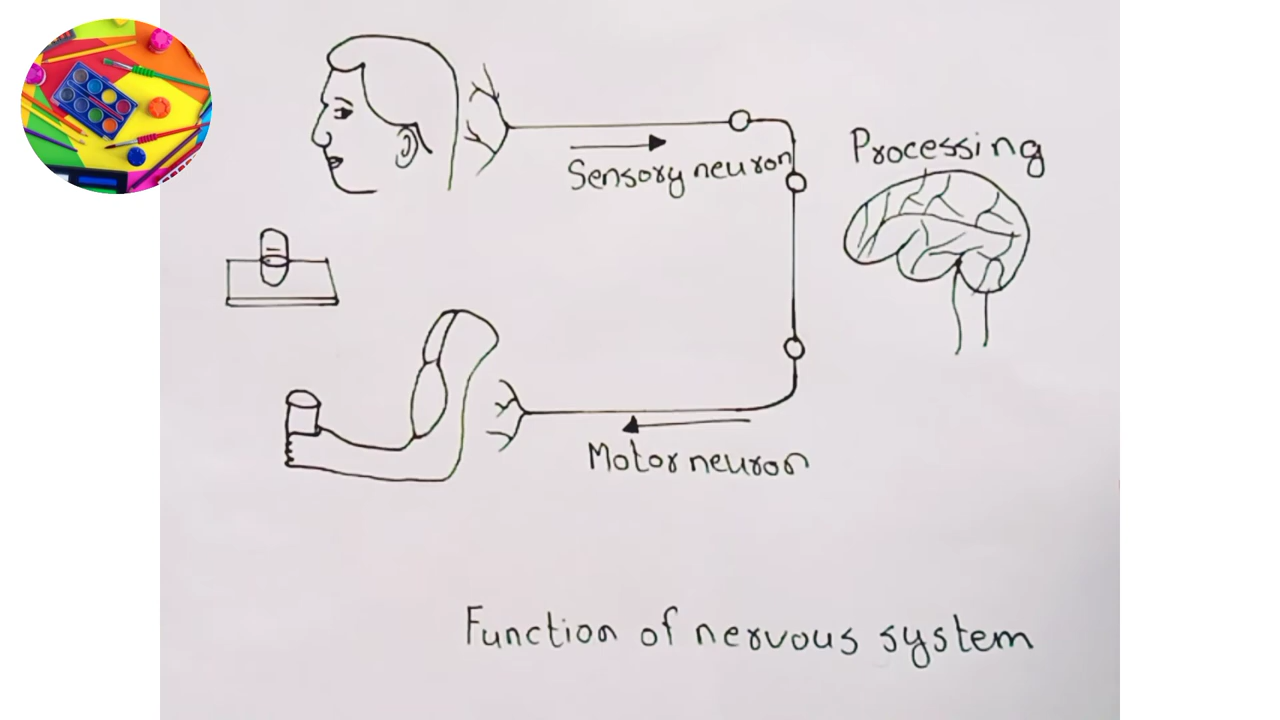 Processing
Sensory neuron
Motor neuron
Function of nervous system